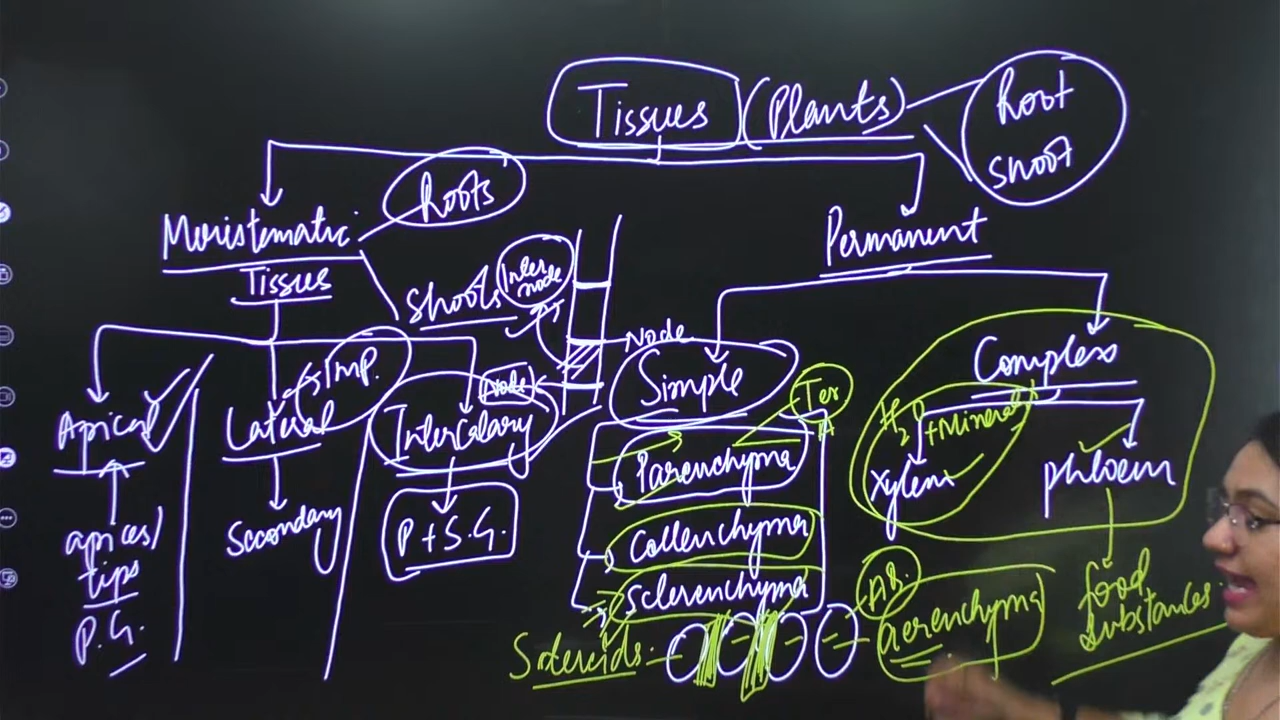 Tissues (Plants)
Root
Shoot
Meristematic
Tissues
Roots
Shoots
Inter
node
Node
Node
Permanent
Apical
apices/
tips
P.G.
Lateral
Imp.
Secondary
Intercalary
P + S.G.
Simple
Parenchyma
Collenchyma
Sclerenchyma
Complex
H2O + Mineral
Xylem
Phloem
food
substances.
Aerenchyma